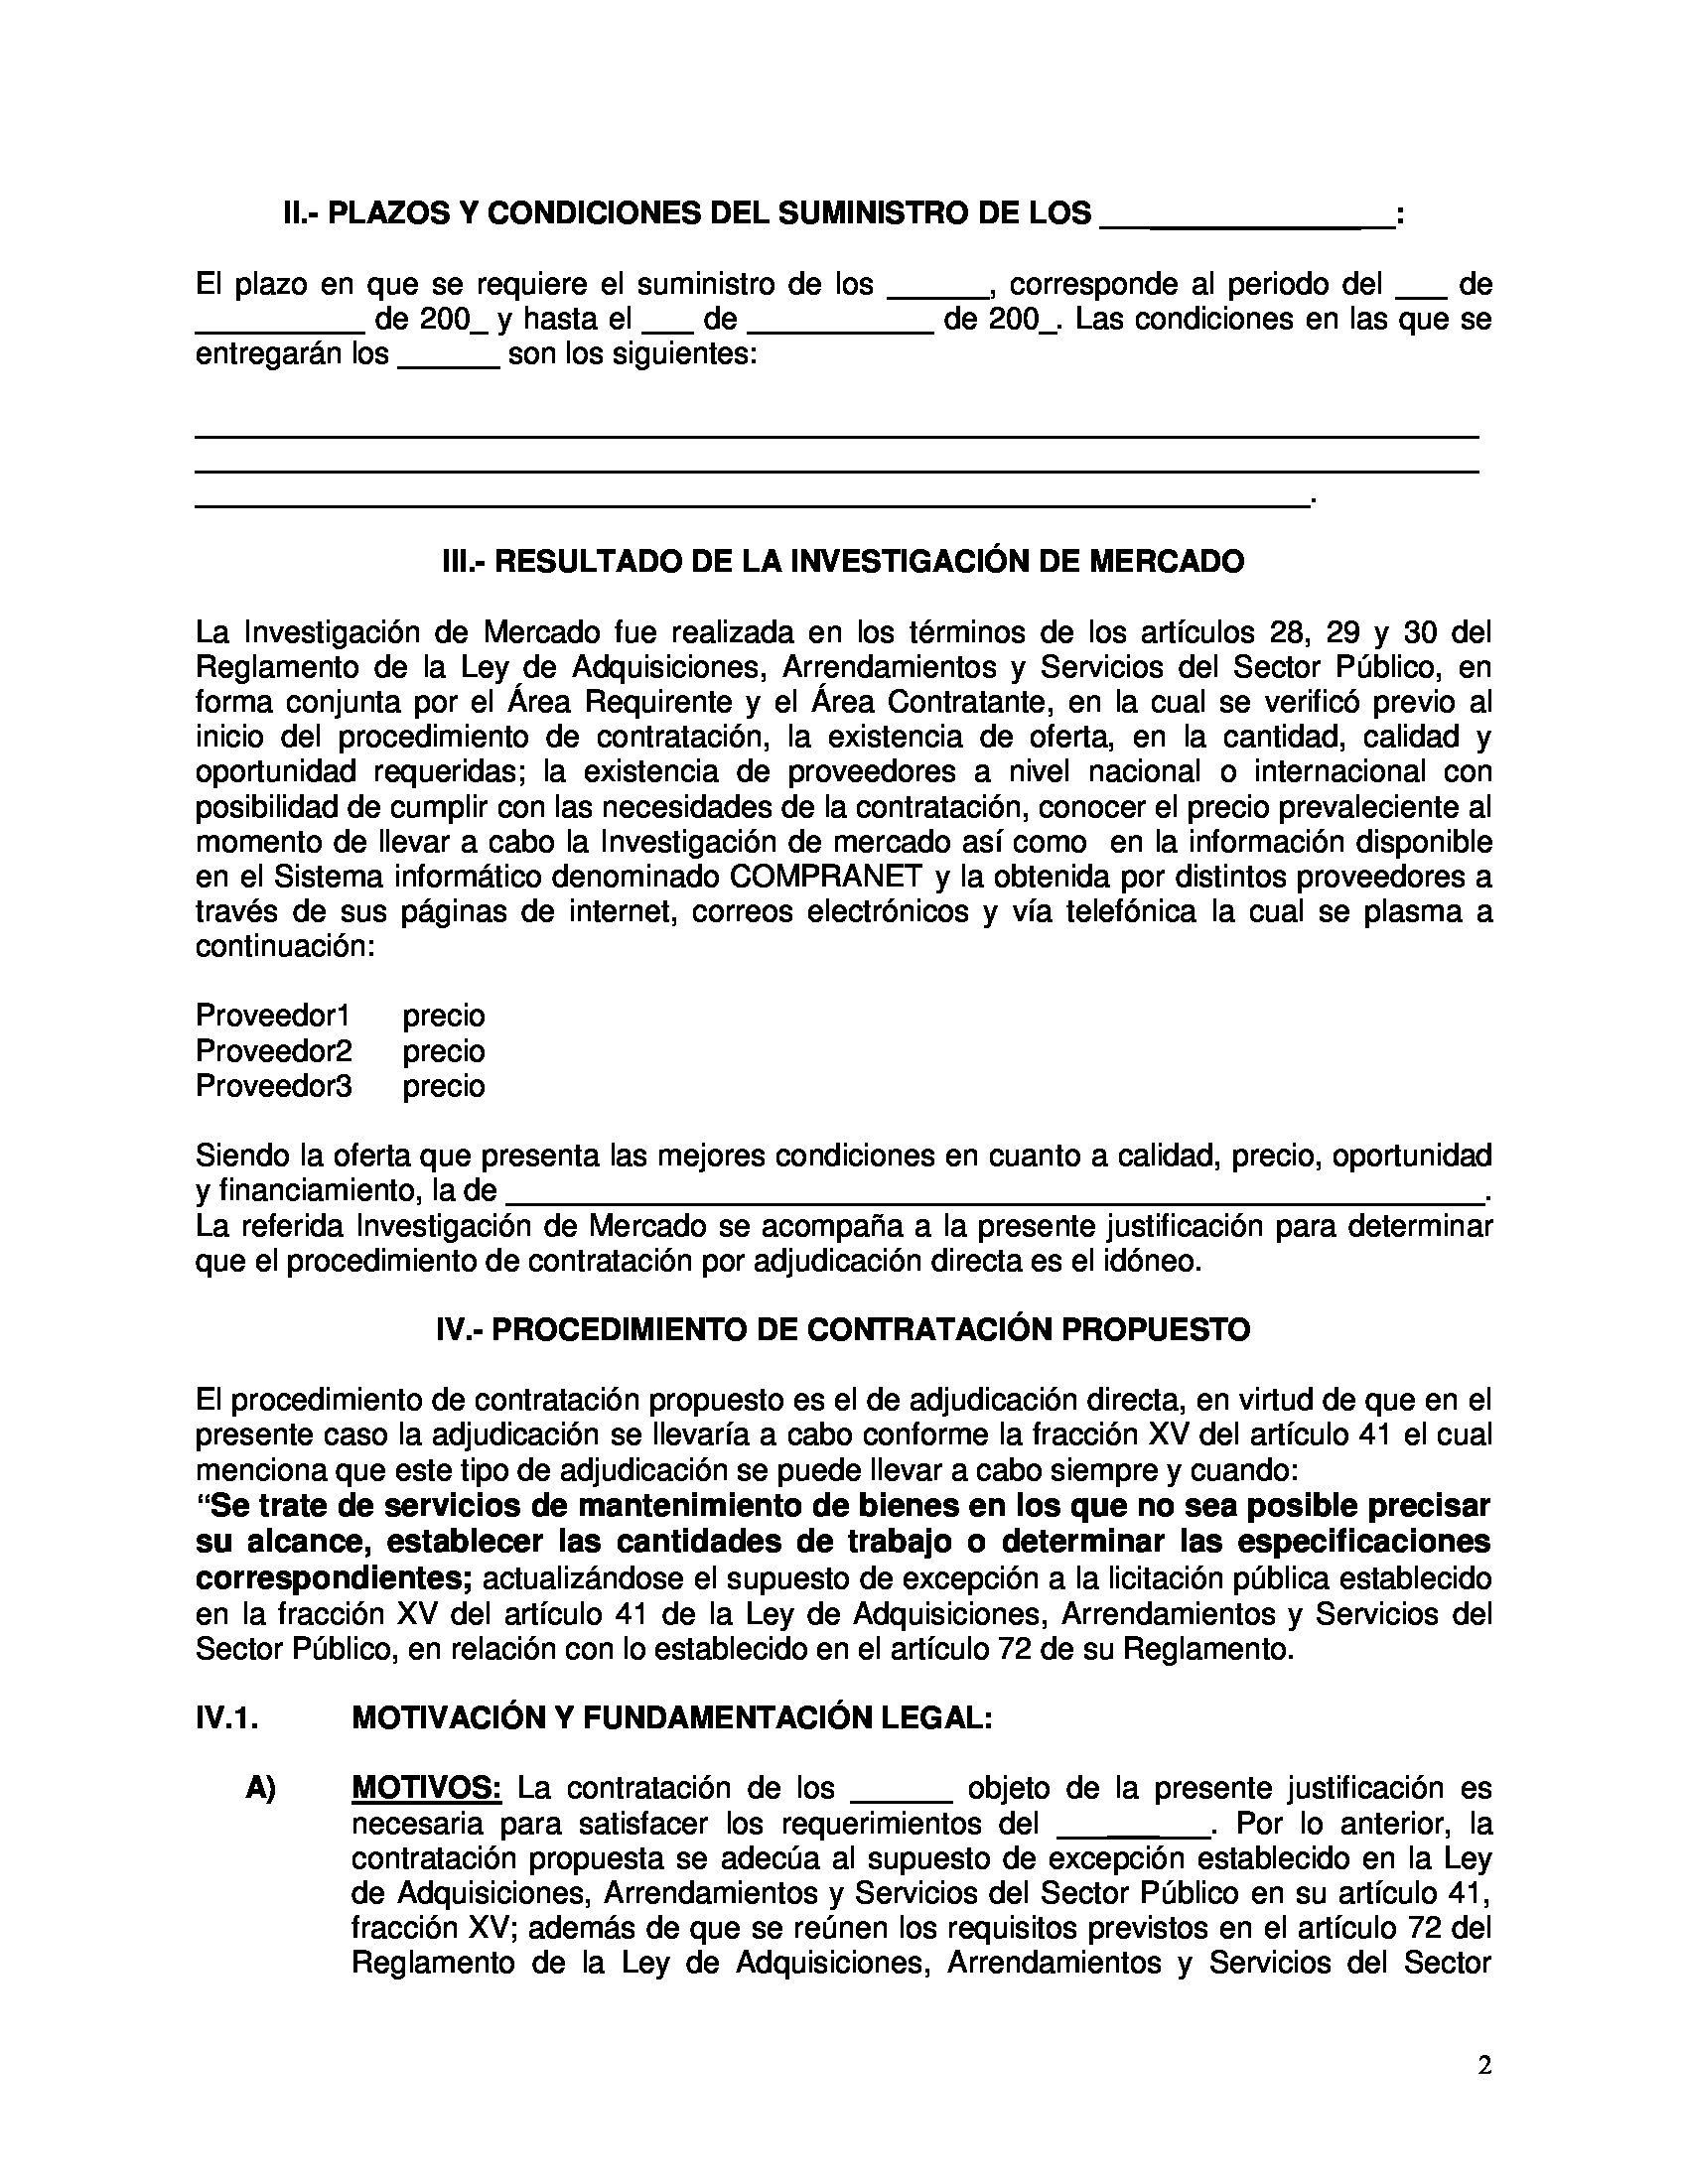 II.- PLAZOS Y CONDICIONES DEL SUMINISTRO DE LOS _________________:
El plazo en que se requiere el suministro de los ______, corresponde al periodo del ___ de
__________ de 200_ y hasta el ___ de ___________ de 200_. Las condiciones en las que se
entregarán los ______ son los siguientes:
____________________________________________________________________________
____________________________________________________________________________
__________________________________________________________________.
III.- RESULTADO DE LA INVESTIGACIÓN DE MERCADO
La Investigación de Mercado fue realizada en los términos de los artículos 28, 29 y 30 del
Reglamento de la Ley de Adquisiciones, Arrendamientos y Servicios del Sector Público, en
forma conjunta por el Área Requirente y el Área Contratante, en la cual se verificó previo al
inicio del procedimiento de contratación, la existencia de oferta, en la cantidad, calidad y
oportunidad requeridas; la existencia de proveedores a nivel nacional o internacional con
posibilidad de cumplir con las necesidades de la contratación, conocer el precio prevaleciente al
momento de llevar a cabo la Investigación de mercado así como en la información disponible
en el Sistema informático denominado COMPRANET y la obtenida por distintos proveedores a
través de sus páginas de internet, correos electrónicos y vía telefónica la cual se plasma a
continuación:
Proveedor1 precio
Proveedor2 precio
Proveedor3 precio
Siendo la oferta que presenta las mejores condiciones en cuanto a calidad, precio, oportunidad
y financiamiento, la de __________________________________________________________.
La referida Investigación de Mercado se acompaña a la presente justificación para determinar
que el procedimiento de contratación por adjudicación directa es el idóneo.
IV.- PROCEDIMIENTO DE CONTRATACIÓN PROPUESTO
El procedimiento de contratación propuesto es el de adjudicación directa, en virtud de que en el
presente caso la adjudicación se llevaría a cabo conforme la fracción XV del artículo 41 el cual
menciona que este tipo de adjudicación se puede llevar a cabo siempre y cuando:
“Se trate de servicios de mantenimiento de bienes en los que no sea posible precisar
su alcance, establecer las cantidades de trabajo o determinar las especificaciones
correspondientes; actualizándose el supuesto de excepción a la licitación pública establecido
en la fracción XV del artículo 41 de la Ley de Adquisiciones, Arrendamientos y Servicios del
Sector Público, en relación con lo establecido en el artículo 72 de su Reglamento.
IV.1. MOTIVACIÓN Y FUNDAMENTACIÓN LEGAL:
A) MOTIVOS: La contratación de los ______ objeto de la presente justificación es
necesaria para satisfacer los requerimientos del _________. Por lo anterior, la
contratación propuesta se adecúa al supuesto de excepción establecido en la Ley
de Adquisiciones, Arrendamientos y Servicios del Sector Público en su artículo 41,
fracción XV; además de que se reúnen los requisitos previstos en el artículo 72 del
Reglamento de la Ley de Adquisiciones, Arrendamientos y Servicios del Sector
2